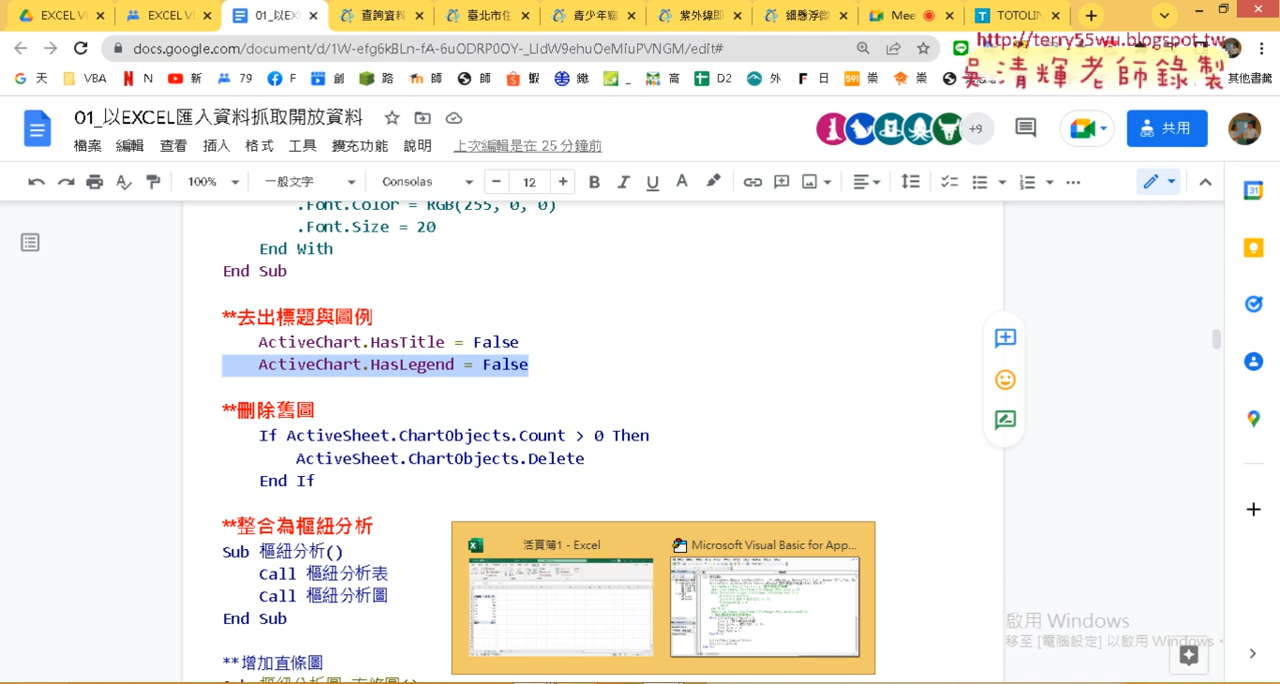 EXCEL V
EXCEL V
01_以EX
查詢資料
臺北市住
青少年癮
紫外線即
細懸浮微
Mee
TOTOLIN
docs.google.com/document/d/1W-efg6kBLn-fA-6uODRP0OY-_LIdW9ehuOeMiuPVNGM/edit#
http://terry55wu.blogspot.tw
吳清輝老師錄製
天
VBA
N
新
79
F
創
路
師
師
蝦
緻
高
D2
日
崇
崇
其他書籤
01_以EXCEL匯入資料抓取開放資料
+9
共用
檔案 編輯 查看 插入 格式 工具 擴充功能 說明 上次編輯是在 25 分鐘前
100% 一般文字 Consolas 12
.Font.Color = RGB(255, 0, 0)
.Font.Size = 20
End With
End Sub
**去出標題與圖例
ActiveChart.HasTitle = False
ActiveChart.HasLegend = False
**刪除舊圖
If ActiveSheet.ChartObjects.Count > 0 Then
ActiveSheet.ChartObjects.Delete
End If
**整合為樞紐分析
Sub 樞紐分析()
Call 樞紐分析表
Call 樞紐分析圖
End Sub
**增加直條圖
活頁簿1 - Excel
Microsoft Visual Basic for App...
啟用 Windows
移至 [電腦設定] 以啟用 Windows。